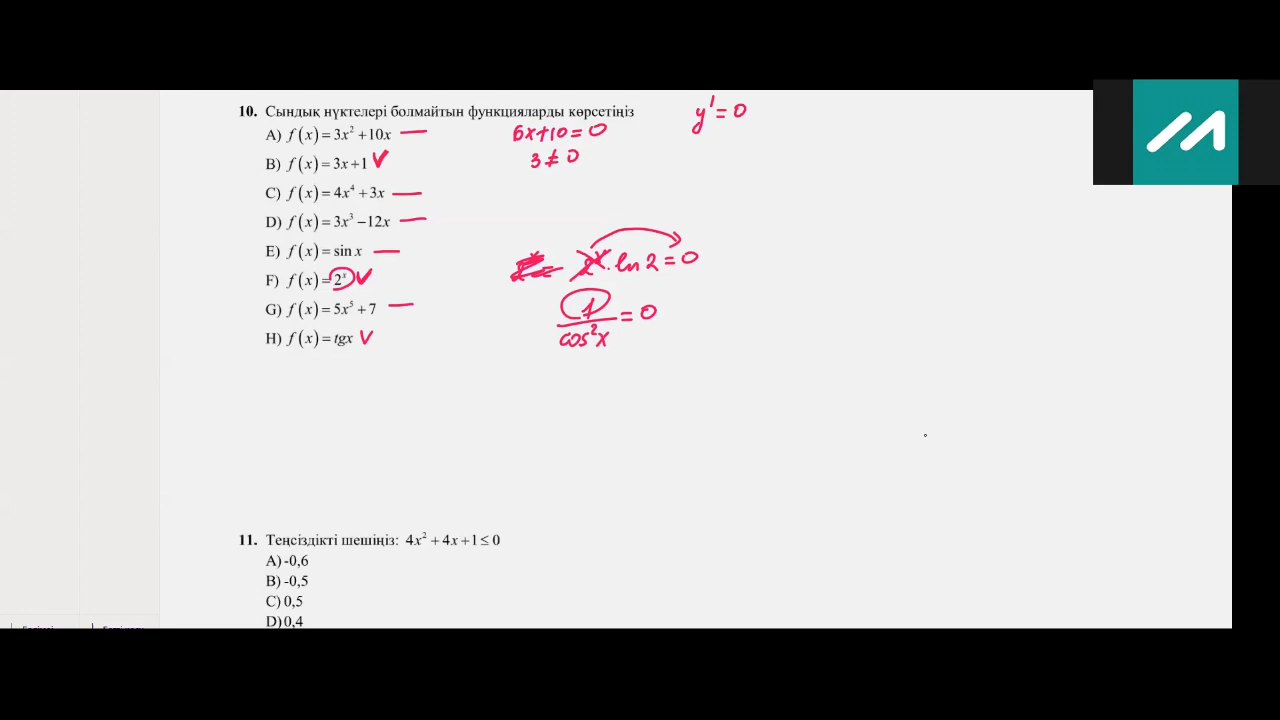 10. Сындық нүктелері болмайтын функцияларды көрсетіңіз
y' = 0
A) f(x) = 3x² + 10x —
6x + 10 = 0
B) f(x) = 3x + 1 ✓
3 ≠ 0
C) f(x) = 4x⁴ + 3x —
D) f(x) = 3x³ − 12x —
E) f(x) = sin x —
2ˣ · ln 2 = 0
F) f(x) = 2ˣ ✓
G) f(x) = 5x⁵ + 7 —
1/cos²x = 0
H) f(x) = tgx ✓
11. Теңсіздікті шешіңіз: 4x² + 4x + 1 ≤ 0
A) -0,6
B) -0,5
C) 0,5
D) 0,4